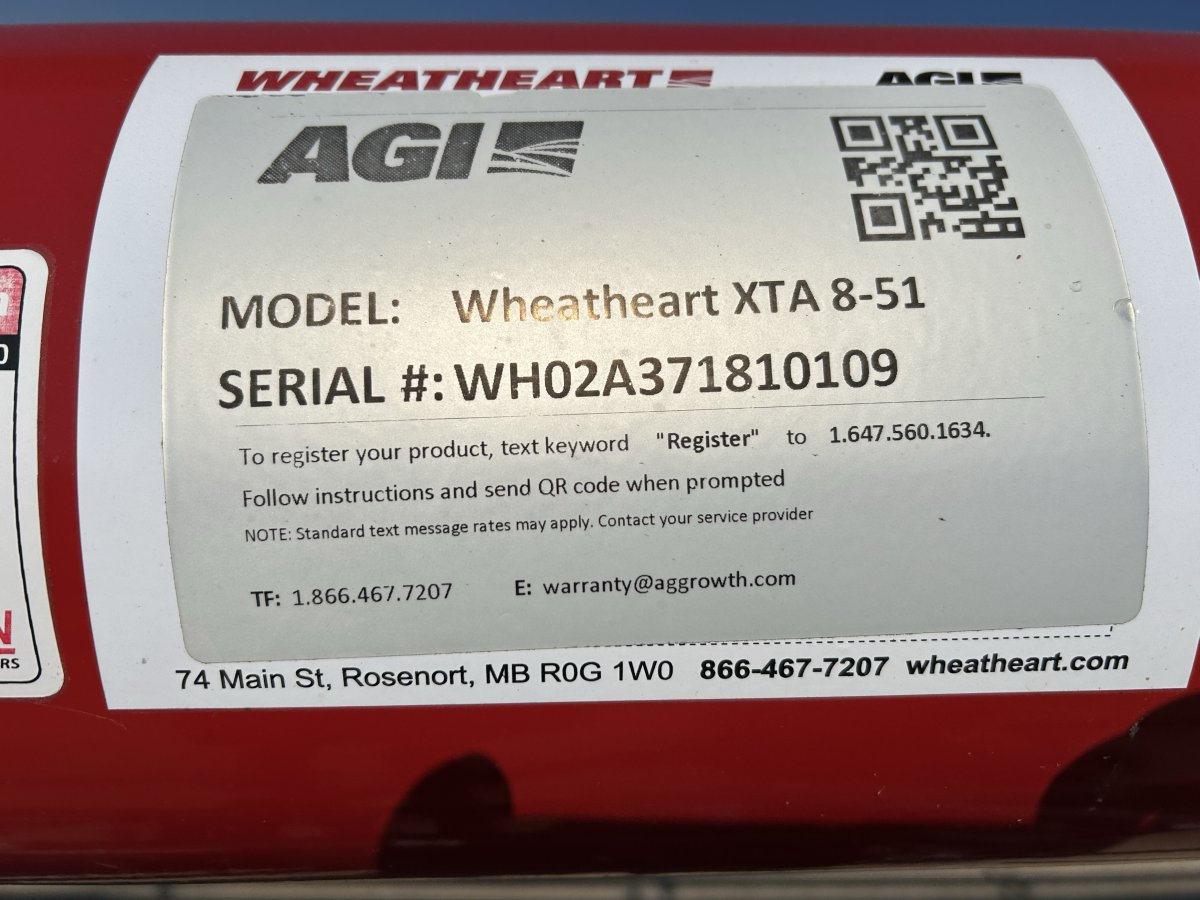 WHEATHEART
AGI
AGI
MODEL: Wheatheart XTA 8-51
SERIAL #: WH02A371810109
To register your product, text keyword "Register" to 1.647.560.1634.
Follow instructions and send QR code when prompted
NOTE: Standard text message rates may apply. Contact your service provider
TF: 1.866.467.7207 E: warranty@aggrowth.com
74 Main St, Rosenort, MB R0G 1W0 866-467-7207 wheatheart.com